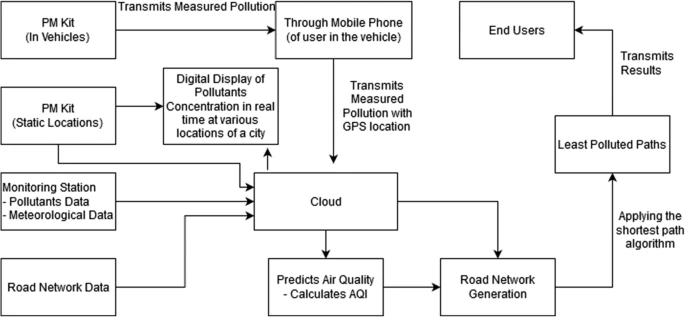 PM Kit
(In Vehicles)
Transmits Measured Pollution
Through Mobile Phone
(of user in the vehicle)
End Users
Transmits
Results
Digital Display of
Pollutants
Concentration in real
time at various
locations of a city
Transmits
Measured
Pollution with
GPS location
PM Kit
(Static Locations)
Least Polluted Paths
Monitoring Station
- Pollutants Data
- Meteorological Data
Cloud
Applying the
shortest path
algorithm
Road Network Data
Predicts Air Quality
- Calculates AQI
Road Network
Generation